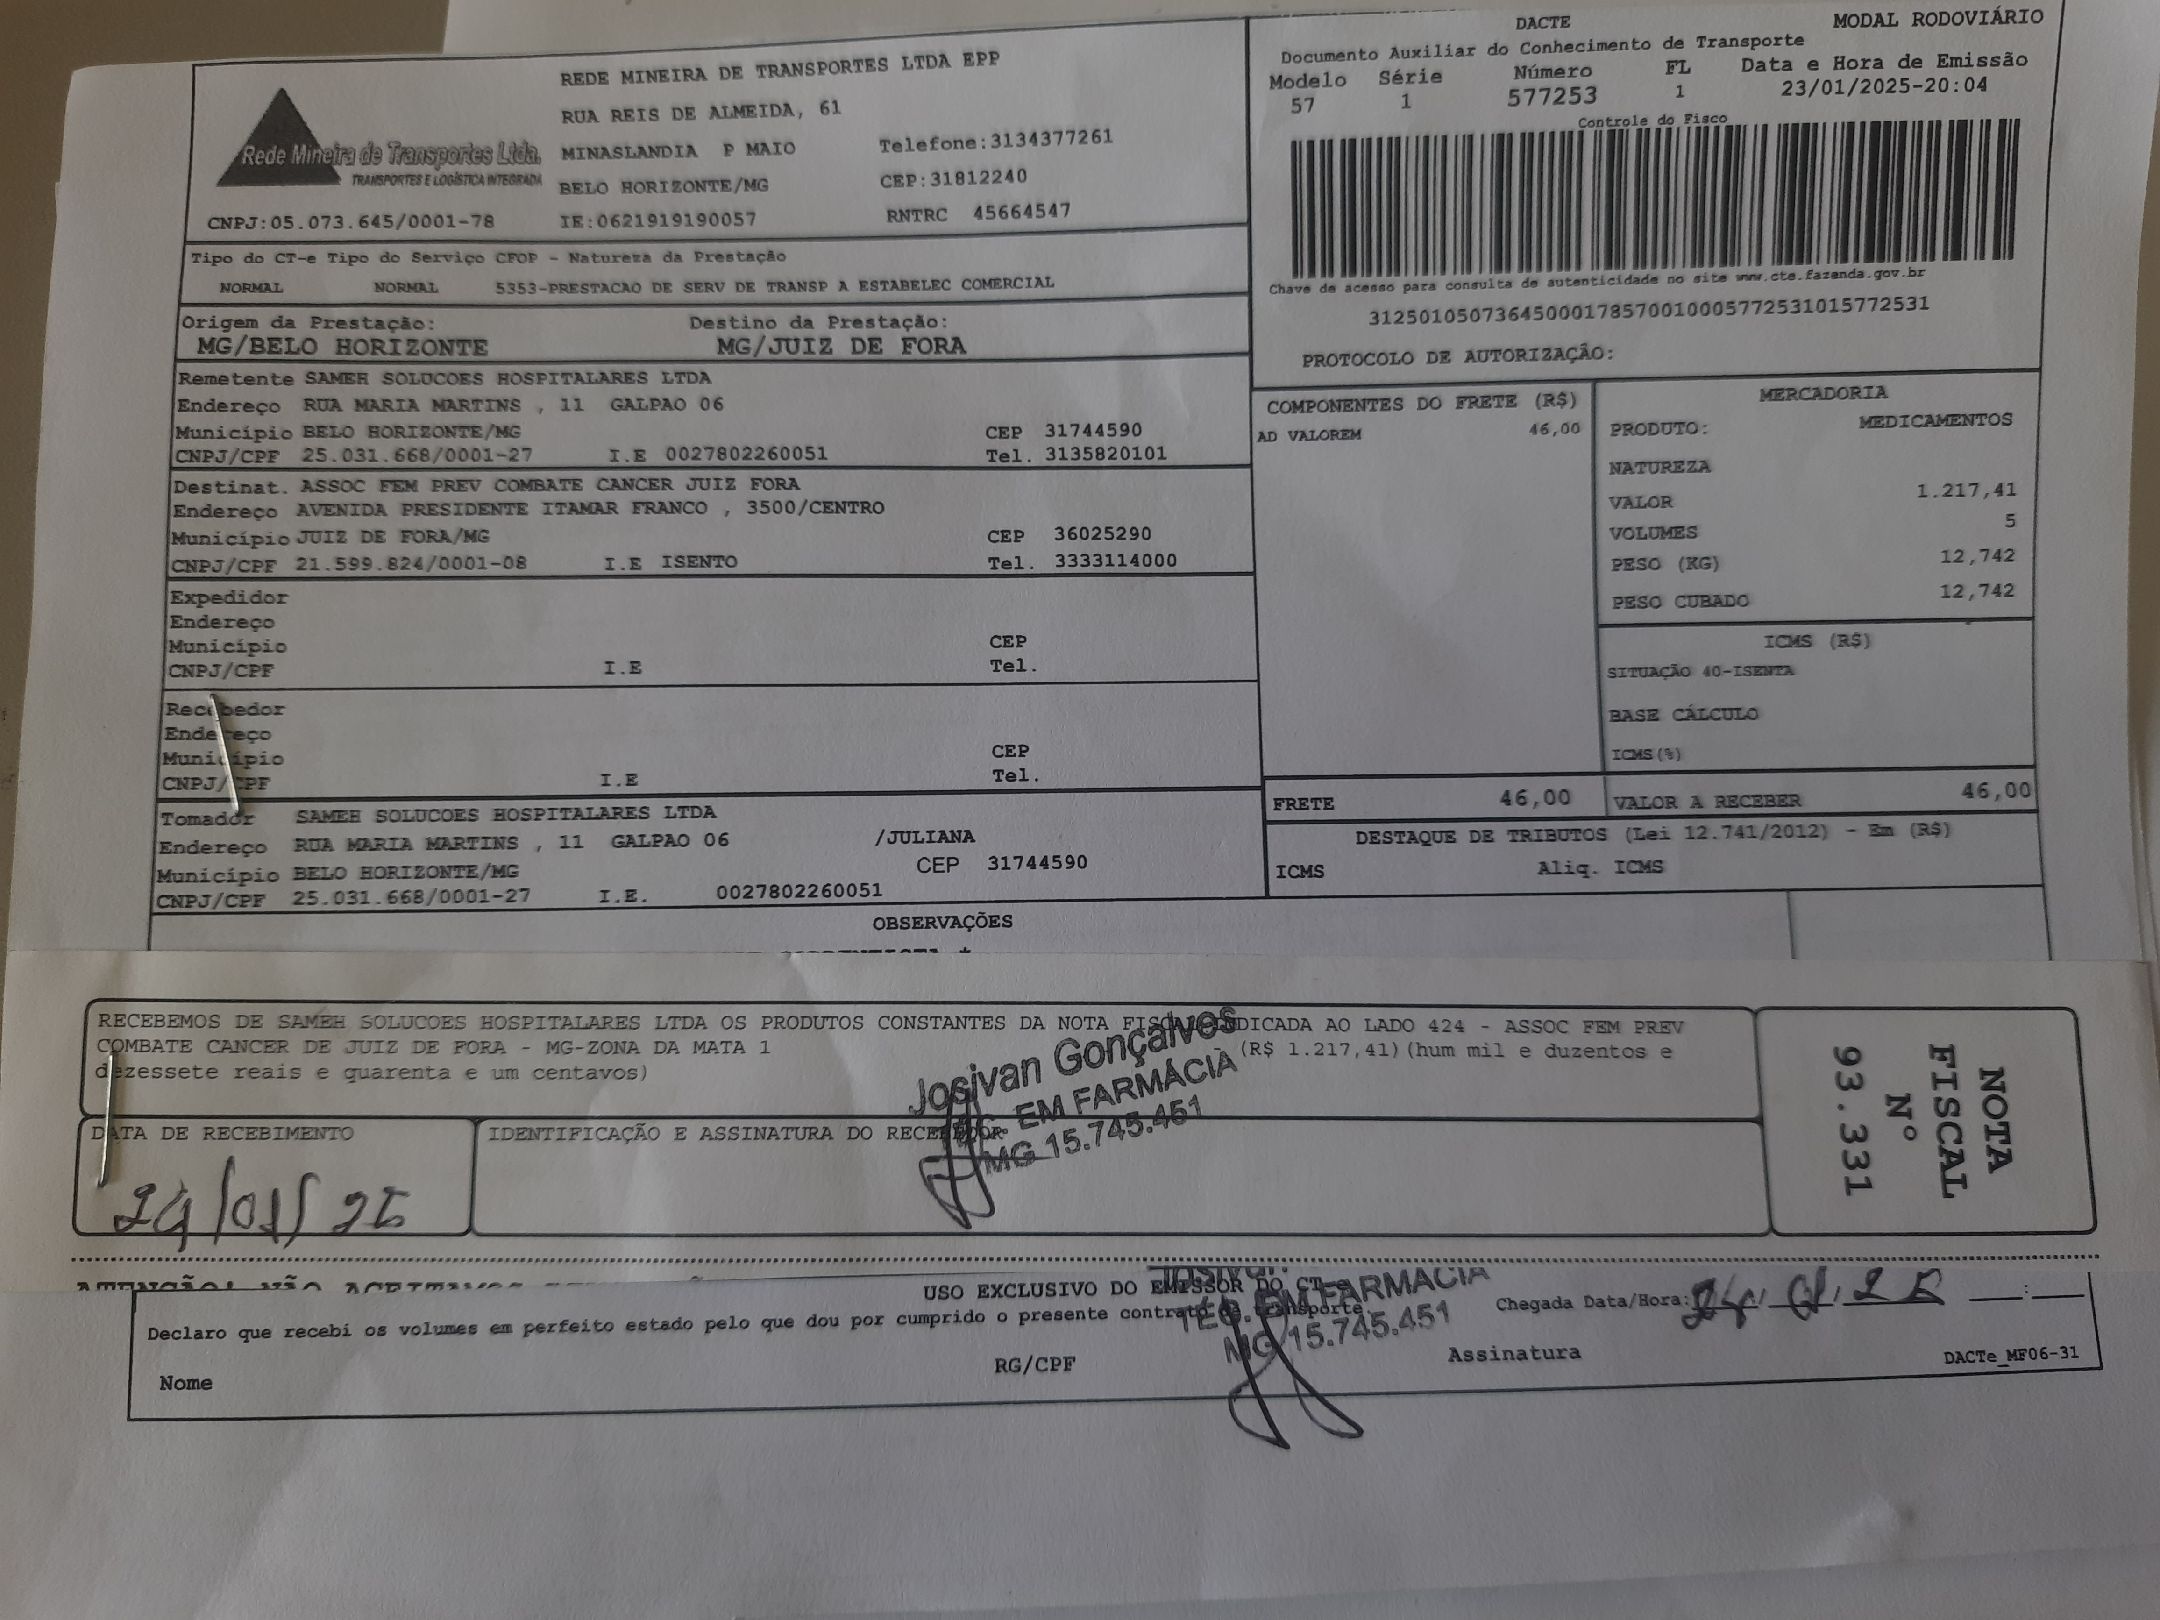 DACTE MODAL RODOVIÁRIO
Documento Auxiliar do Conhecimento de Transporte
Modelo Série Número FL Data e Hora de Emissão
57 1 577253 1 23/01/2025-20:04
Controle do Fisco
Chave de acesso para consulta de autenticidade no site www.cte.fazenda.gov.br
31250105073645000178570010005772531015772531
PROTOCOLO DE AUTORIZAÇÃO:
REDE MINEIRA DE TRANSPORTES LTDA EPP
RUA REIS DE ALMEIDA, 61
Rede Mineira de Transportes Ltda.
TRANSPORTES E LOGÍSTICA INTEGRADA
MINASLANDIA P MAIO Telefone:3134377261
BELO HORIZONTE/MG CEP:31812240
CNPJ:05.073.645/0001-78 IE:0621919190057 RNTRC 45664547
Tipo do CT-e Tipo do Serviço CFOP - Natureza da Prestação
NORMAL NORMAL 5353-PRESTACAO DE SERV DE TRANSP A ESTABELEC COMERCIAL
Origem da Prestação: Destino da Prestação:
MG/BELO HORIZONTE MG/JUIZ DE FORA
Remetente SAMEH SOLUCOES HOSPITALARES LTDA
Endereço RUA MARIA MARTINS , 11 GALPAO 06
Município BELO HORIZONTE/MG CEP 31744590
CNPJ/CPF 25.031.668/0001-27 I.E 0027802260051 Tel. 3135820101
Destinat. ASSOC FEM PREV COMBATE CANCER JUIZ FORA
Endereço AVENIDA PRESIDENTE ITAMAR FRANCO , 3500/CENTRO
Município JUIZ DE FORA/MG CEP 36025290
CNPJ/CPF 21.599.824/0001-08 I.E ISENTO Tel. 3333114000
Expedidor
Endereço
Município CEP
CNPJ/CPF I.E Tel.
Recebedor
Endereço
Município CEP
CNPJ/CPF I.E Tel.
Tomador SAMEH SOLUCOES HOSPITALARES LTDA
Endereço RUA MARIA MARTINS , 11 GALPAO 06 /JULIANA
Município BELO HORIZONTE/MG CEP 31744590
CNPJ/CPF 25.031.668/0001-27 I.E. 0027802260051
COMPONENTES DO FRETE (R$)
AD VALOREM 46,00
MERCADORIA
PRODUTO: MEDICAMENTOS
NATUREZA
VALOR 1.217,41
VOLUMES 5
PESO (KG) 12,742
PESO CUBADO 12,742
ICMS (R$)
SITUAÇÃO 40-ISENTA
BASE CÁLCULO
ICMS(%)
FRETE 46,00 VALOR A RECEBER 46,00
DESTAQUE DE TRIBUTOS (Lei 12.741/2012) - Em (R$)
ICMS Aliq. ICMS
OBSERVAÇÕES
RECEBEMOS DE SAMEH SOLUCOES HOSPITALARES LTDA OS PRODUTOS CONSTANTES DA NOTA FISCAL INDICADA AO LADO 424 - ASSOC FEM PREV
COMBATE CANCER DE JUIZ DE FORA - MG-ZONA DA MATA 1 (R$ 1.217,41)(hum mil e duzentos e
dezessete reais e quarenta e um centavos)
Josivan Gonçalves
EM FARMÁCIA
MG 15.745.451
DATA DE RECEBIMENTO IDENTIFICAÇÃO E ASSINATURA DO RECEBEDOR
24/01/25
NOTA
FISCAL
Nº
93.331
USO EXCLUSIVO DO EMISSOR DO CT-e
Declaro que recebi os volumes em perfeito estado pelo que dou por cumprido o presente contrato de transporte. Chegada Data/Hora: 24/01/25 :
Josivan
TEC. EM FARMÁCIA
MG 15.745.451
Nome RG/CPF Assinatura DACTe_MF06-31